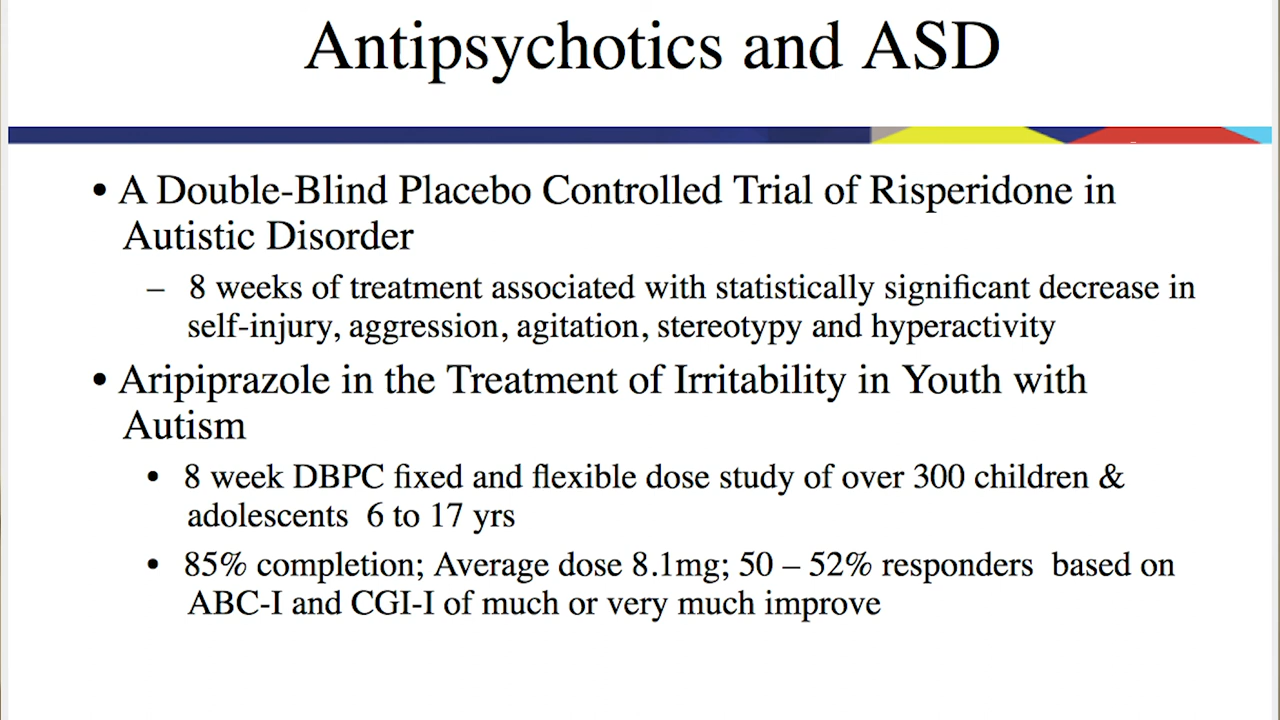 Antipsychotics and ASD
• A Double-Blind Placebo Controlled Trial of Risperidone in
Autistic Disorder
– 8 weeks of treatment associated with statistically significant decrease in
self-injury, aggression, agitation, stereotypy and hyperactivity
• Aripiprazole in the Treatment of Irritability in Youth with
Autism
• 8 week DBPC fixed and flexible dose study of over 300 children &
adolescents 6 to 17 yrs
• 85% completion; Average dose 8.1mg; 50 – 52% responders based on
ABC-I and CGI-I of much or very much improve